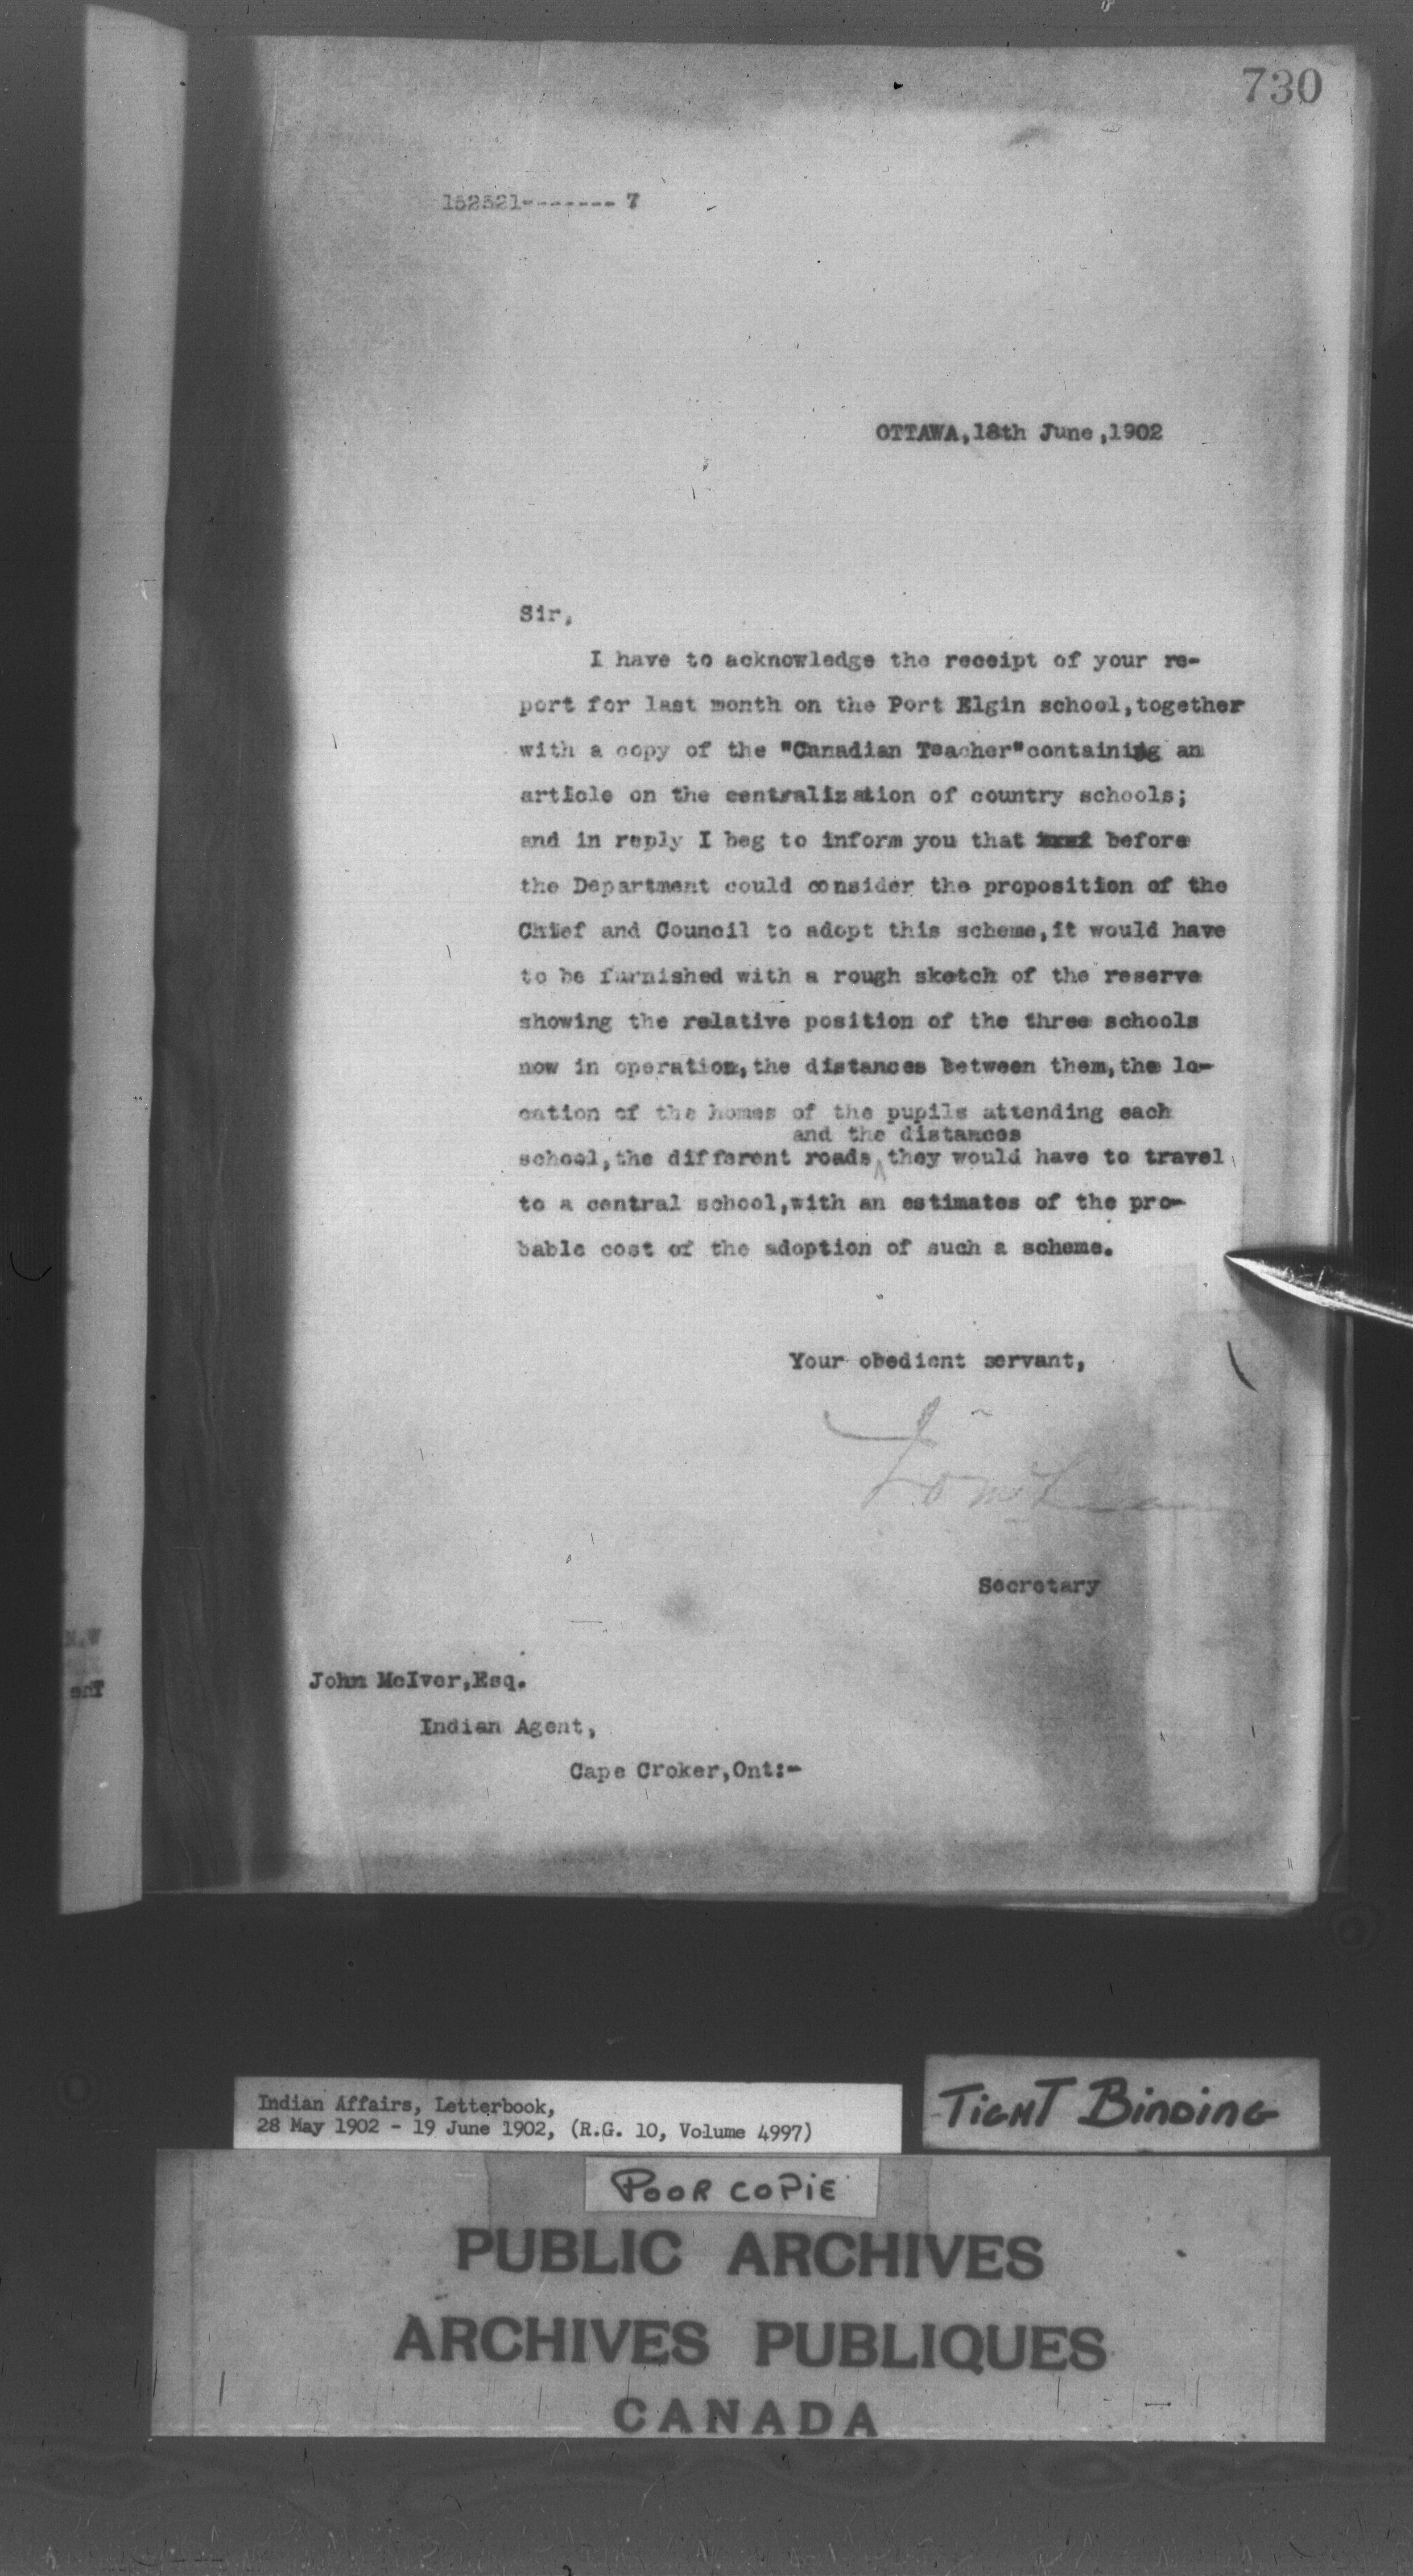 730
152521------- 7
OTTAWA,18th June,1902
Sir,
I have to acknowledge the receipt of your re-
port for last month on the Port Elgin school,together
with a copy of the "Canadian Teacher"containing an
article on the centralization of country schools;
and in reply I beg to inform you that before
the Department could consider the proposition of the
Chief and Council to adopt this scheme,it would have
to be furnished with a rough sketch of the reserve
showing the relative position of the three schools
now in operation,the distances between them,the lo-
cation of the homes of the pupils attending each
and the distances
school,the different roads they would have to travel
to a central school,with an estimates of the pro-
bable cost of the adoption of such a scheme.
Your obedient servant,
Secretary
John McIver,Esq.
Indian Agent,
Cape Croker,Ont:-
Indian Affairs, Letterbook,
28 May 1902 - 19 June 1902, (R.G. 10, Volume 4997)
TIGHT BINDING
POOR COPIE
PUBLIC ARCHIVES
ARCHIVES PUBLIQUES
CANADA